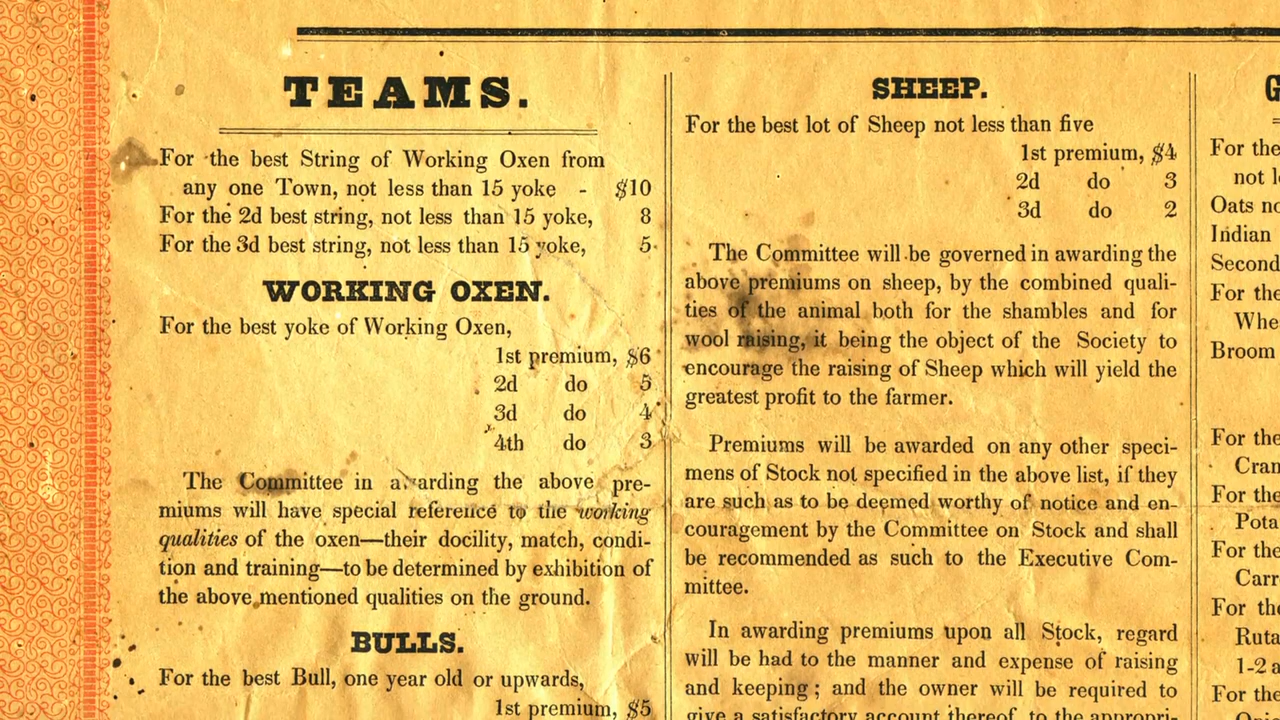 TEAMS.
For the best String of Working Oxen from
any one Town, not less than 15 yoke - $10
For the 2d best string, not less than 15 yoke, 8
For the 3d best string, not less than 15 yoke, 5
WORKING OXEN.
For the best yoke of Working Oxen,
1st premium, $6
2d do 5
3d do 4
4th do 3
The Committee in awarding the above pre-
miums will have special reference to the working
qualities of the oxen—their docility, match, condi-
tion and training—to be determined by exhibition of
the above mentioned qualities on the ground.
BULLS.
For the best Bull, one year old or upwards,
1st premium, $5
SHEEP.
For the best lot of Sheep not less than five
1st premium, $4
2d do 3
3d do 2
The Committee will be governed in awarding the
above premiums on sheep, by the combined quali-
ties of the animal both for the shambles and for
wool raising, it being the object of the Society to
encourage the raising of Sheep which will yield the
greatest profit to the farmer.
Premiums will be awarded on any other speci-
mens of Stock not specified in the above list, if they
are such as to be deemed worthy of notice and en-
couragement by the Committee on Stock and shall
be recommended as such to the Executive Com-
mittee.
In awarding premiums upon all Stock, regard
will be had to the manner and expense of raising
and keeping; and the owner will be required to
give a satisfactory account thereof, to the appropri-
G
For the
not l
Oats no
Indian
Second
For the
Whe
Broom
For the
Cran
For the
Pota
For the
Carr
For the
Ruta
1-2 a
For the